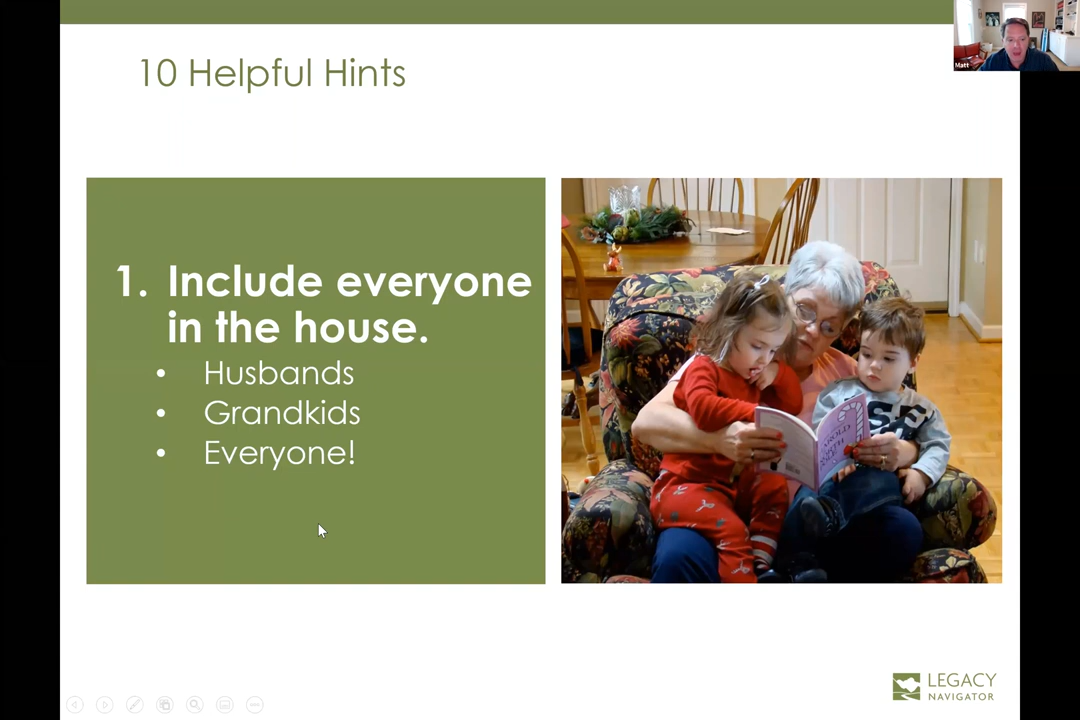 Matt
10 Helpful Hints
1. Include everyone
in the house.
• Husbands
• Grandkids
• Everyone!
LEGACY
NAVIGATOR